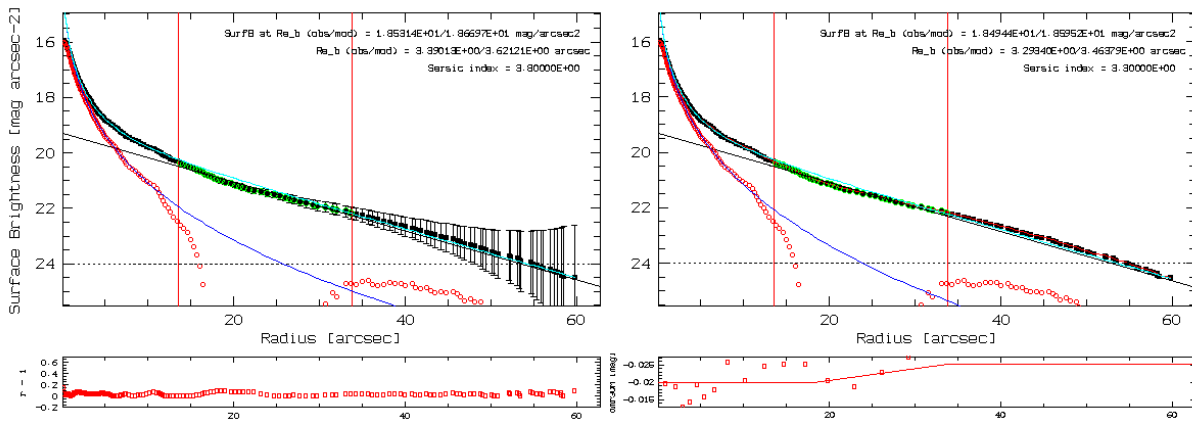 SurfB at Re_b (obs/mod) = 1.85314E+01/1.86697E+01 mag/arcsec2
Re_b (obs/mod) = 3.39013E+00/3.62121E+00 arcsec
Sersic index = 3.80000E+00
16
18
20
22
24
Surface Brightness [mag arcsec-2]
20 40 60
Radius [arcsec]
SurfB at Re_b (obs/mod) = 1.84944E+01/1.85952E+01 mag/arcsec2
Re_b (obs/mod) = 3.29340E+00/3.46379E+00 arcsec
Sersic index = 3.30000E+00
16
18
20
22
24
20 40 60
Radius [arcsec]
0.6
0.4
0.2
0
-0.2
r - 1
20 40 60
-0.025
-0.02
-0.015
20 40 60